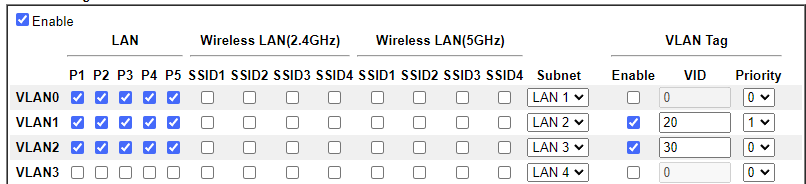 Enable
LAN Wireless LAN(2.4GHz) Wireless LAN(5GHz) VLAN Tag
P1 P2 P3 P4 P5 SSID1 SSID2 SSID3 SSID4 SSID1 SSID2 SSID3 SSID4 Subnet Enable VID Priority
VLAN0 LAN 1 0 0
VLAN1 LAN 2 20 1
VLAN2 LAN 3 30 0
VLAN3 LAN 4 0 0